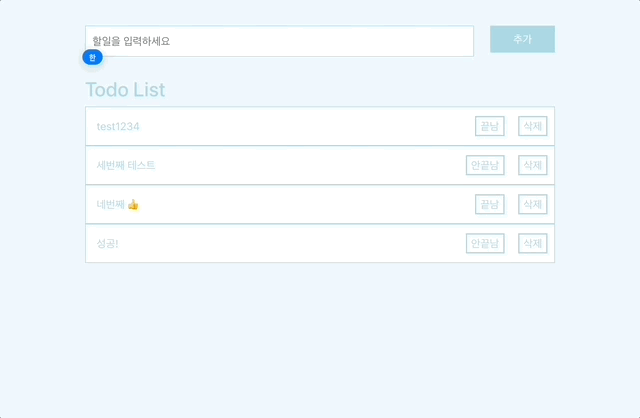 할일을 입력하세요 추가
한
Todo List
test1234 끝남 삭제
세번째 테스트 안끝남 삭제
네번째 👍 끝남 삭제
성공! 안끝남 삭제